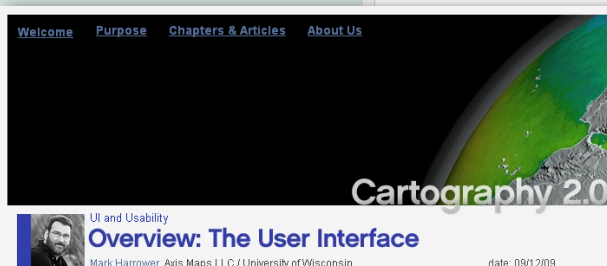 Welcome Purpose Chapters & Articles About Us
Cartography 2.0
UI and Usability
Overview: The User Interface
Mark Harrower, Axis Maps LLC / University of Wisconsin date: 09/12/09